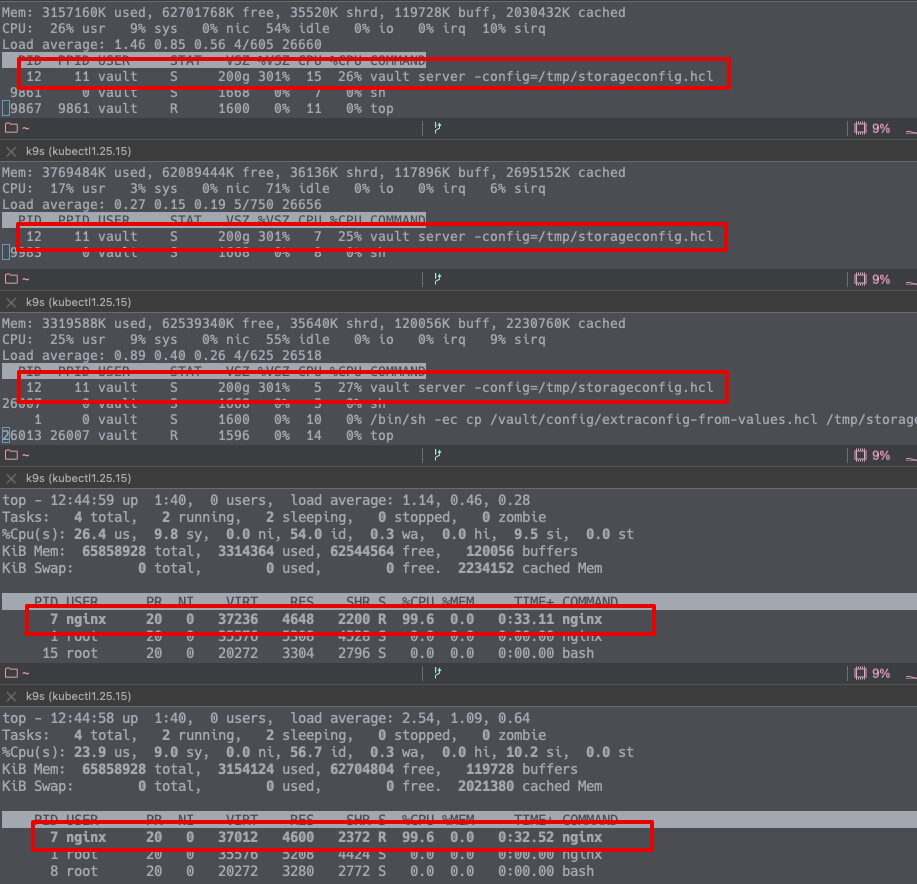 Mem: 3157160K used, 62701768K free, 35520K shrd, 119728K buff, 2030432K cached
CPU:  26% usr   9% sys   0% nic  54% idle   0% io   0% irq  10% sirq
Load average: 1.46 0.85 0.56 4/605 26660
PID  PPID USER     STAT   VSZ %VSZ CPU %CPU COMMAND
12    11 vault    S     200g 301%  15  26% vault server -config=/tmp/storageconfig.hcl
9861     0 vault    S     1668   0%   7   0% sh
9867  9861 vault    R     1600   0%  11   0% top
~ 9%
k9s (kubectl1.25.15)
Mem: 3769484K used, 62089444K free, 36136K shrd, 117896K buff, 2695152K cached
CPU:  17% usr   3% sys   0% nic  71% idle   0% io   0% irq   6% sirq
Load average: 0.27 0.15 0.19 5/750 26656
PID  PPID USER     STAT   VSZ %VSZ CPU %CPU COMMAND
12    11 vault    S     200g 301%   7  25% vault server -config=/tmp/storageconfig.hcl
9983     0 vault    S     1668   0%   8   0% sh
~ 9%
k9s (kubectl1.25.15)
Mem: 3319588K used, 62539340K free, 35640K shrd, 120056K buff, 2230760K cached
CPU:  25% usr   9% sys   0% nic  55% idle   0% io   0% irq   9% sirq
Load average: 0.89 0.40 0.26 4/625 26518
PID  PPID USER     STAT   VSZ %VSZ CPU %CPU COMMAND
12    11 vault    S     200g 301%   5  27% vault server -config=/tmp/storageconfig.hcl
26007     0 vault    S     1668   0%   3   0% sh
1     0 vault    S     1600   0%  10   0% /bin/sh -ec cp /vault/config/extraconfig-from-values.hcl /tmp/storage
26013 26007 vault    R     1596   0%  14   0% top
~ 9%
k9s (kubectl1.25.15)
top - 12:44:59 up  1:40,  0 users,  load average: 1.14, 0.46, 0.28
Tasks:   4 total,   2 running,   2 sleeping,   0 stopped,   0 zombie
%Cpu(s): 26.4 us,  9.8 sy,  0.0 ni, 54.0 id,  0.3 wa,  0.0 hi,  9.5 si,  0.0 st
KiB Mem:  65858928 total,  3314364 used, 62544564 free,   120056 buffers
KiB Swap:        0 total,        0 used,        0 free.  2234152 cached Mem
PID USER      PR  NI    VIRT    RES    SHR S  %CPU %MEM     TIME+ COMMAND
7 nginx     20   0   37236   4648   2200 R  99.6  0.0   0:33.11 nginx
1 root      20   0   35576   5308   4528 S   0.0  0.0   0:00.00 nginx
15 root      20   0   20272   3304   2796 S   0.0  0.0   0:00.00 bash
~ 9%
k9s (kubectl1.25.15)
top - 12:44:58 up  1:40,  0 users,  load average: 2.54, 1.09, 0.64
Tasks:   4 total,   2 running,   2 sleeping,   0 stopped,   0 zombie
%Cpu(s): 23.9 us,  9.0 sy,  0.0 ni, 56.7 id,  0.3 wa,  0.0 hi, 10.2 si,  0.0 st
KiB Mem:  65858928 total,  3154124 used, 62704804 free,   119728 buffers
KiB Swap:        0 total,        0 used,        0 free.  2021380 cached Mem
PID USER      PR  NI    VIRT    RES    SHR S  %CPU %MEM     TIME+ COMMAND
7 nginx     20   0   37012   4600   2372 R  99.6  0.0   0:32.52 nginx
1 root      20   0   35576   5208   4424 S   0.0  0.0   0:00.00 nginx
8 root      20   0   20272   3280   2772 S   0.0  0.0   0:00.00 bash